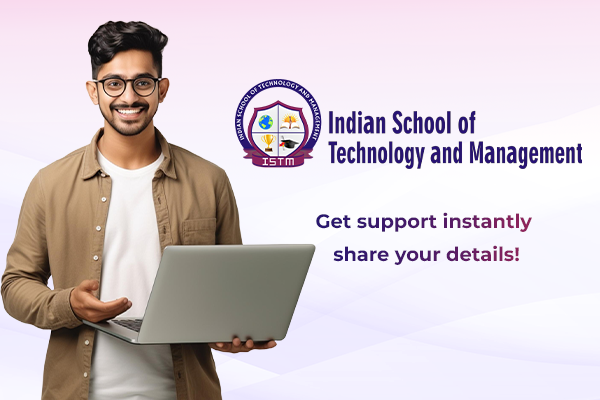 INDIAN SCHOOL OF TECHNOLOGY AND MANAGEMENT
ISTM
Indian School of
Technology and Management
Get support instantly
share your details!